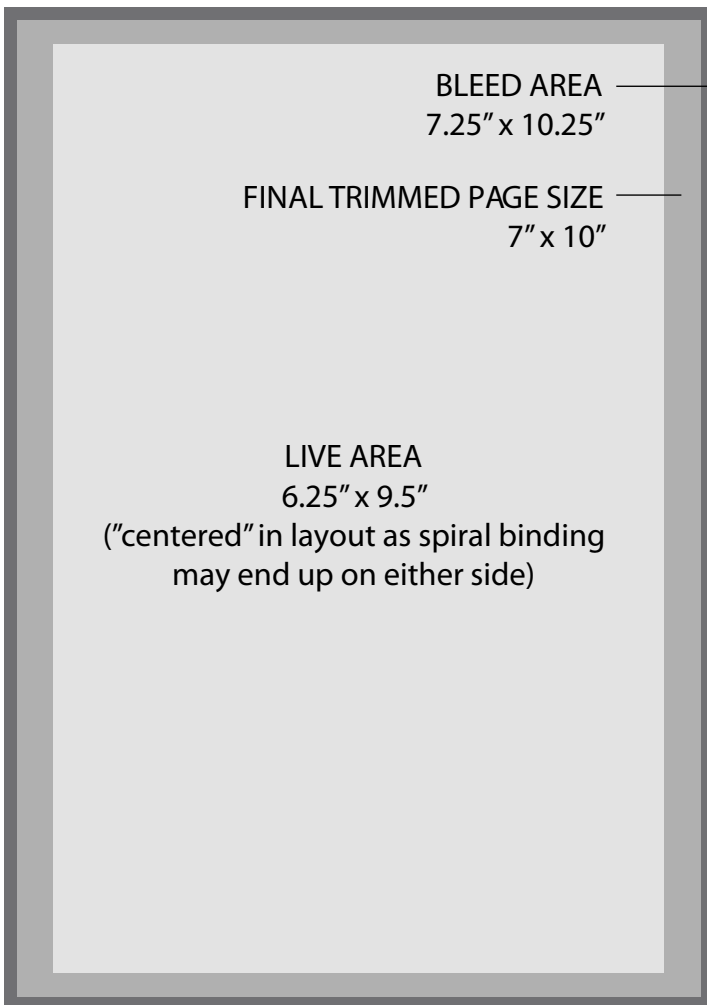 BLEED AREA
7.25” x 10.25”
FINAL TRIMMED PAGE SIZE
7” x 10”
LIVE AREA
6.25” x 9.5”
(”centered” in layout as spiral binding
may end up on either side)